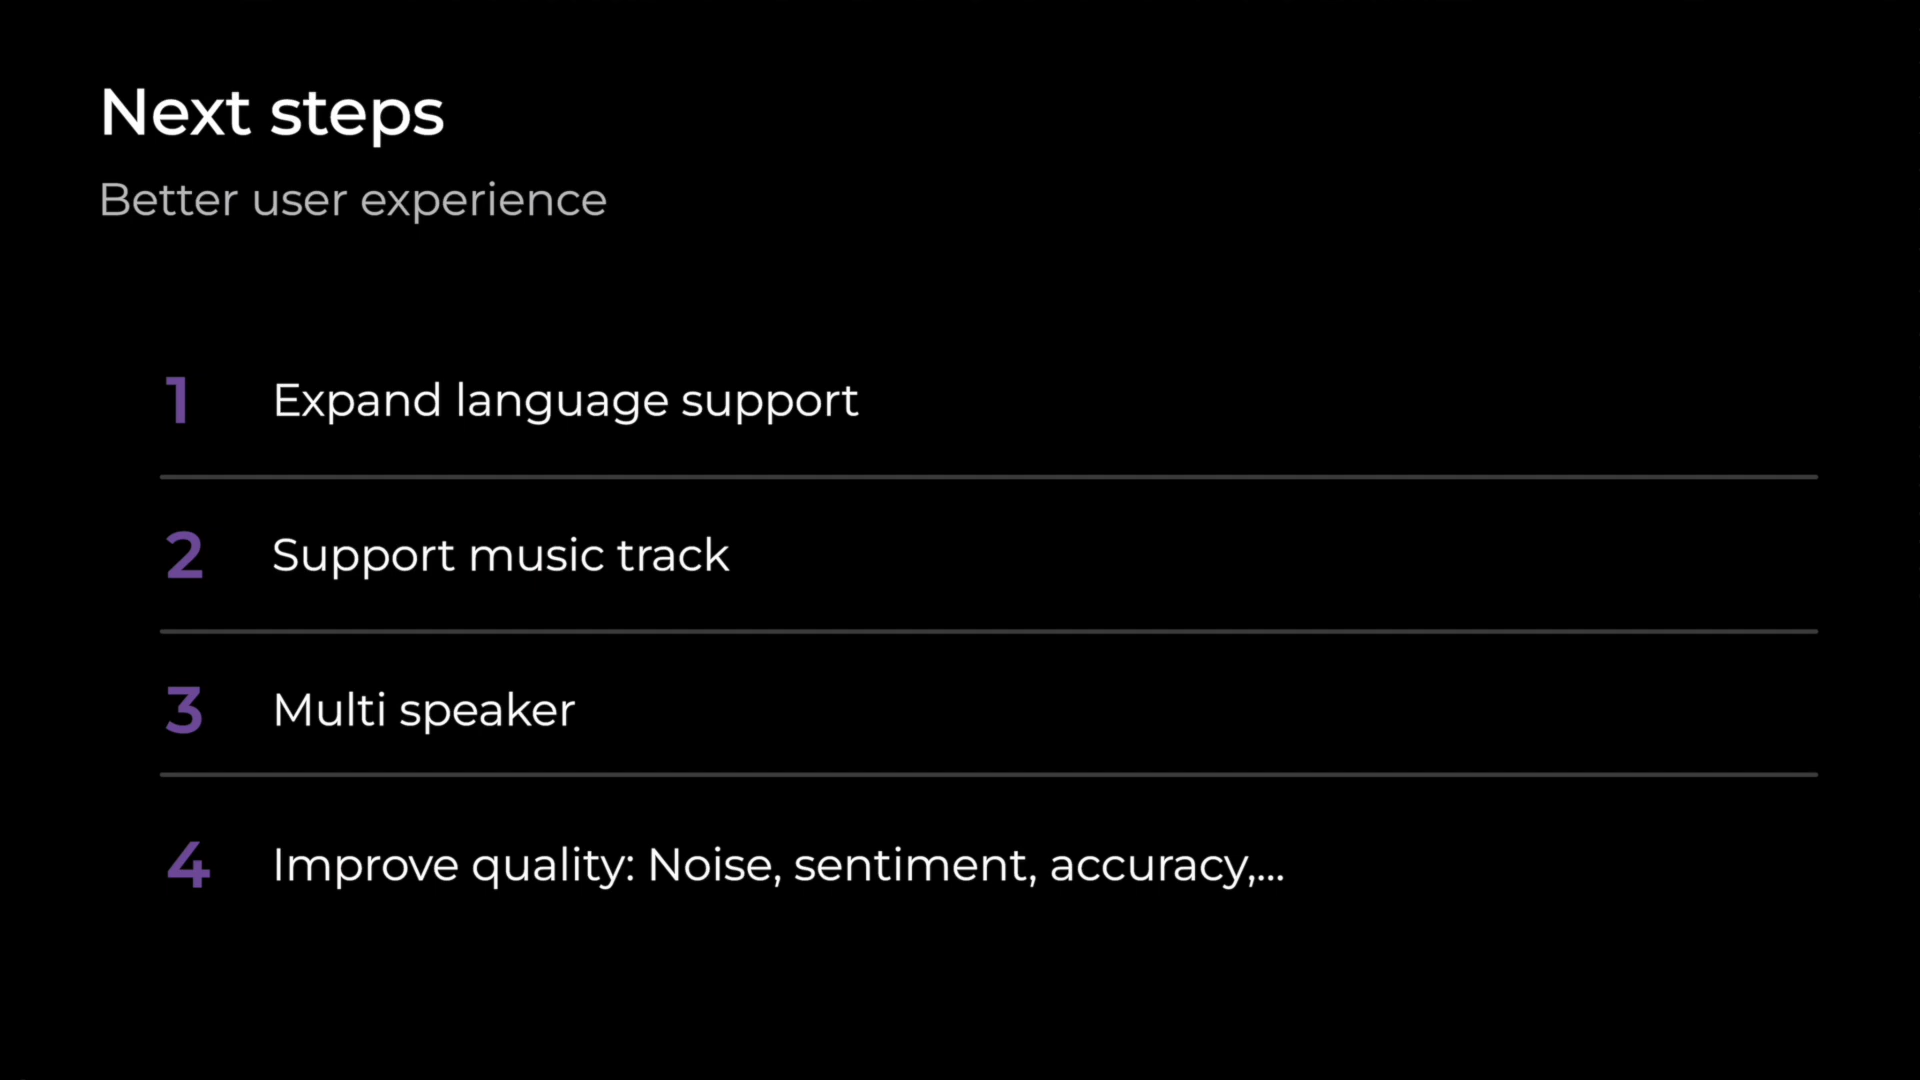 Next steps
Better user experience
1 Expand language support
2 Support music track
3 Multi speaker
4 Improve quality: Noise, sentiment, accuracy,...